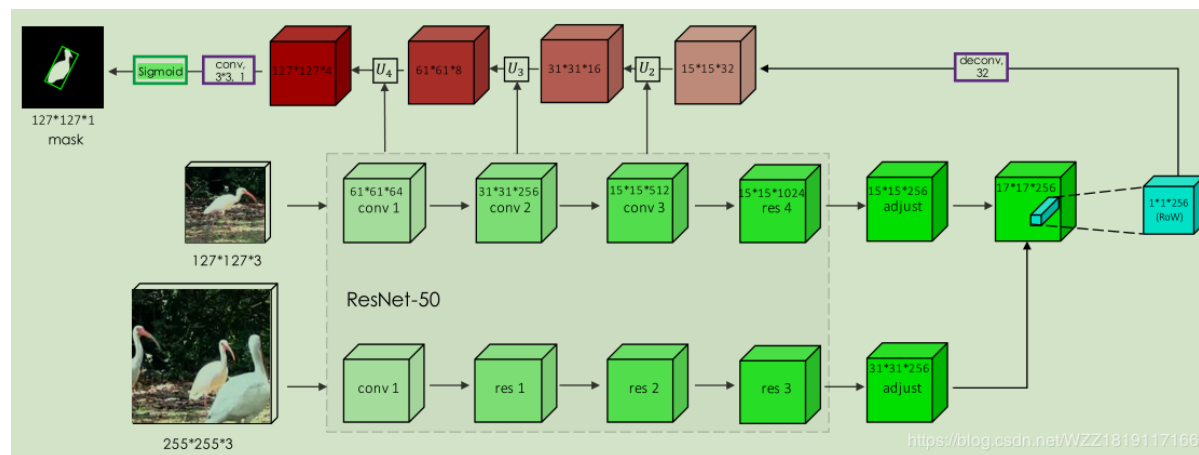 127*127*1
mask
Sigmoid
conv,
3*3, 1
127*127*4
U₄
61*61*8
U₃
31*31*16
U₂
15*15*32
deconv,
32
127*127*3
61*61*64
conv 1
31*31*256
conv 2
15*15*512
conv 3
15*15*1024
res 4
15*15*256
adjust
17*17*256
1*1*256
(RoW)
ResNet-50
255*255*3
conv 1
res 1
res 2
res 3
31*31*256
adjust
https://blog.csdn.net/WZZ1819117166